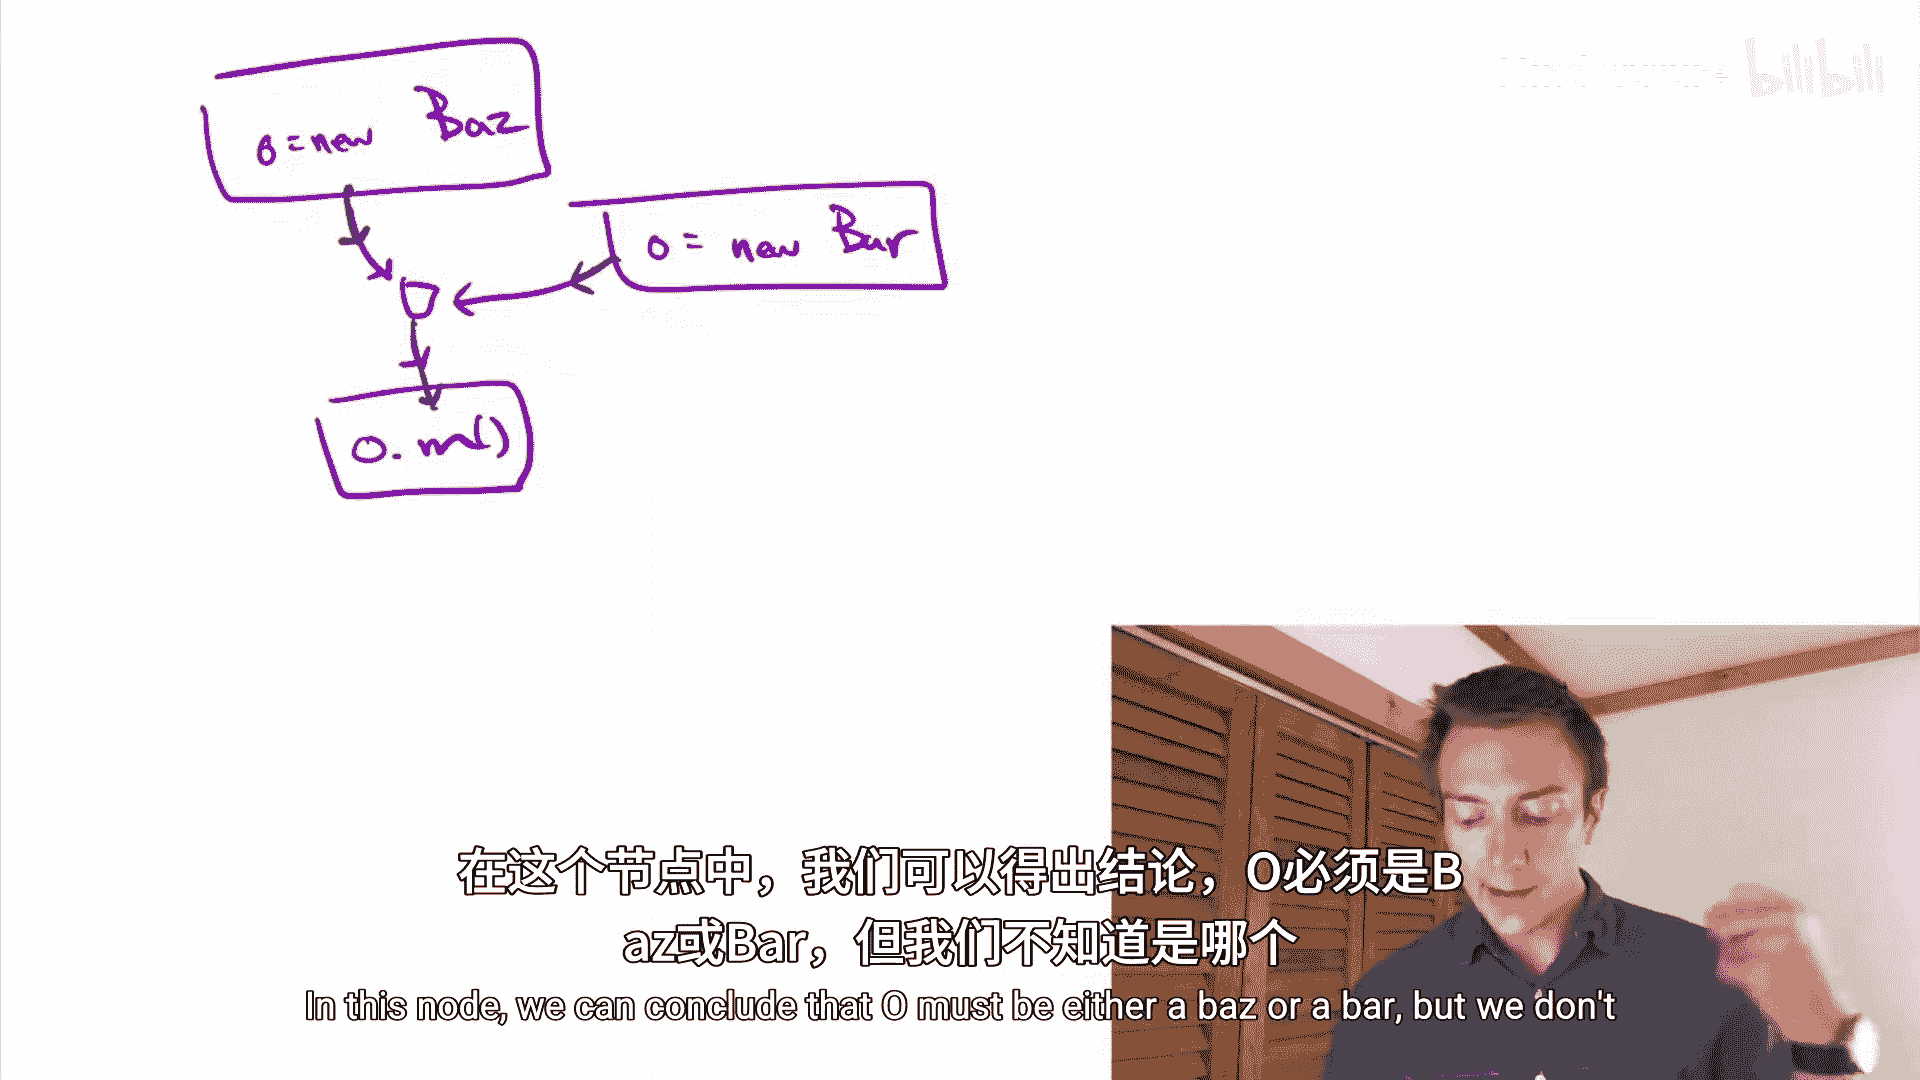 bilibili
o = new Baz
o = new Bar
o.m()
在这个节点中，我们可以得出结论，O必须是B
az或Bar，但我们不知道是哪个
In this node, we can conclude that O must be either a baz or a bar, but we don't